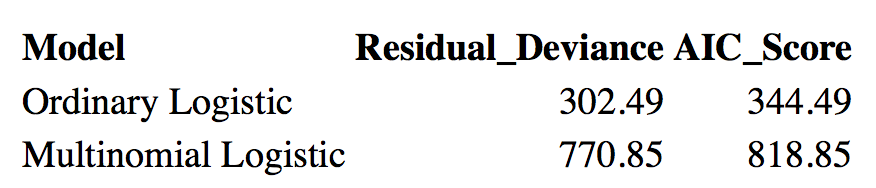 Model Residual_Deviance AIC_Score
Ordinary Logistic 302.49 344.49
Multinomial Logistic 770.85 818.85